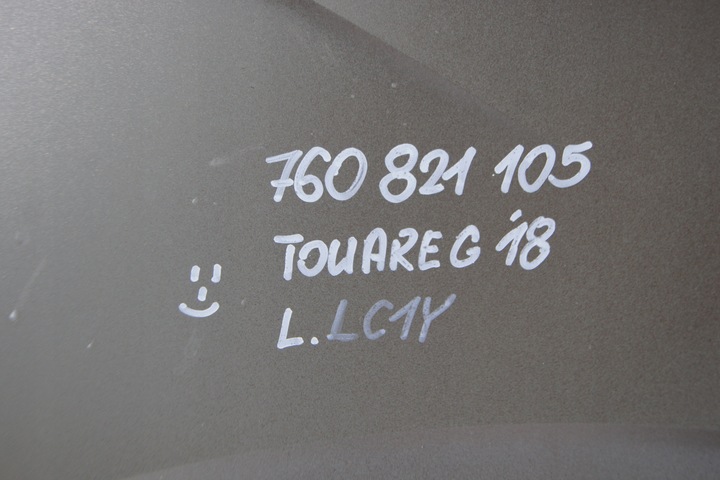 760 821 105
TOUAREG '18
L. LC1Y